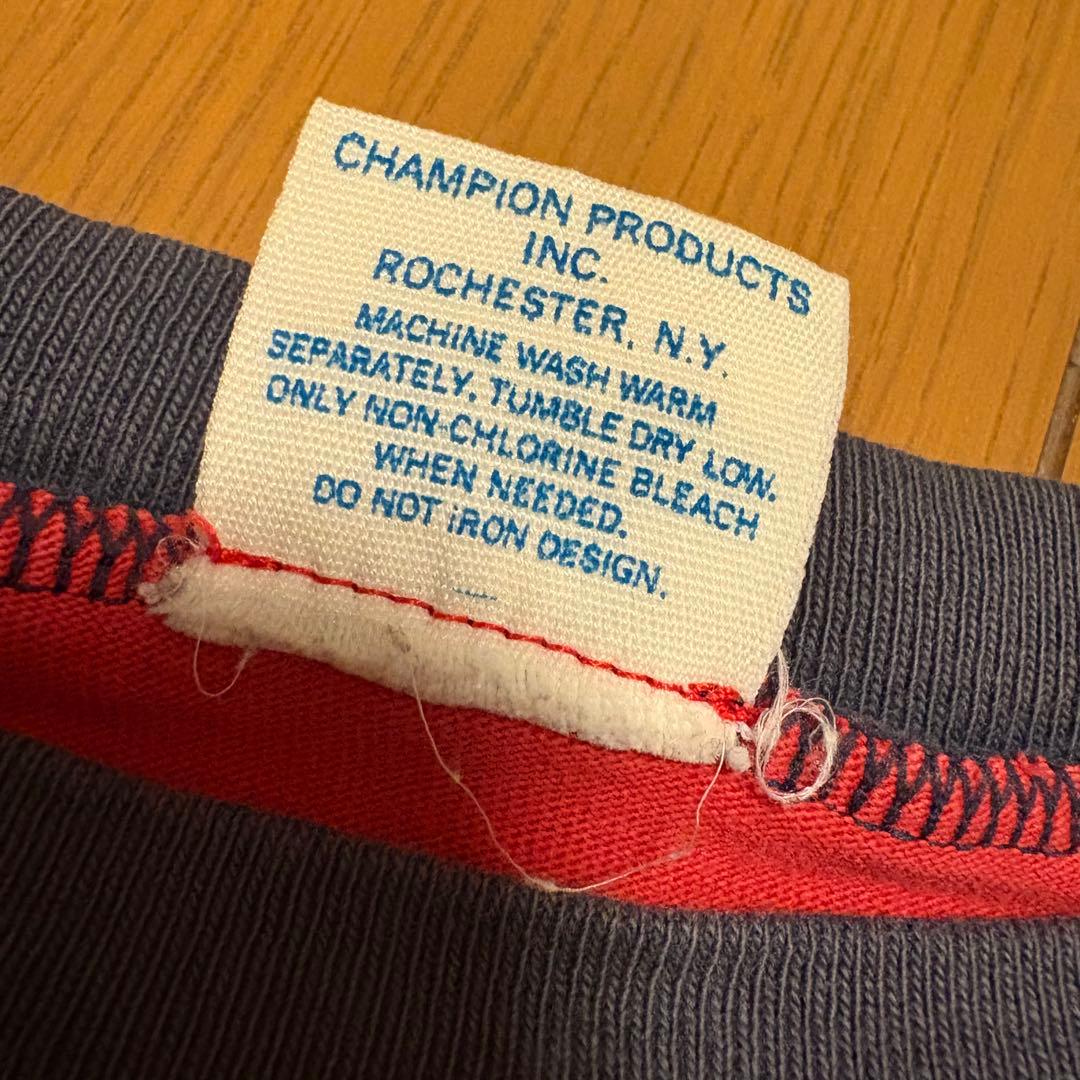 CHAMPION PRODUCTS
INC.
ROCHESTER, N.Y.
MACHINE WASH WARM
SEPARATELY. TUMBLE DRY LOW.
ONLY NON-CHLORINE BLEACH
WHEN NEEDED.
DO NOT iRON DESIGN.